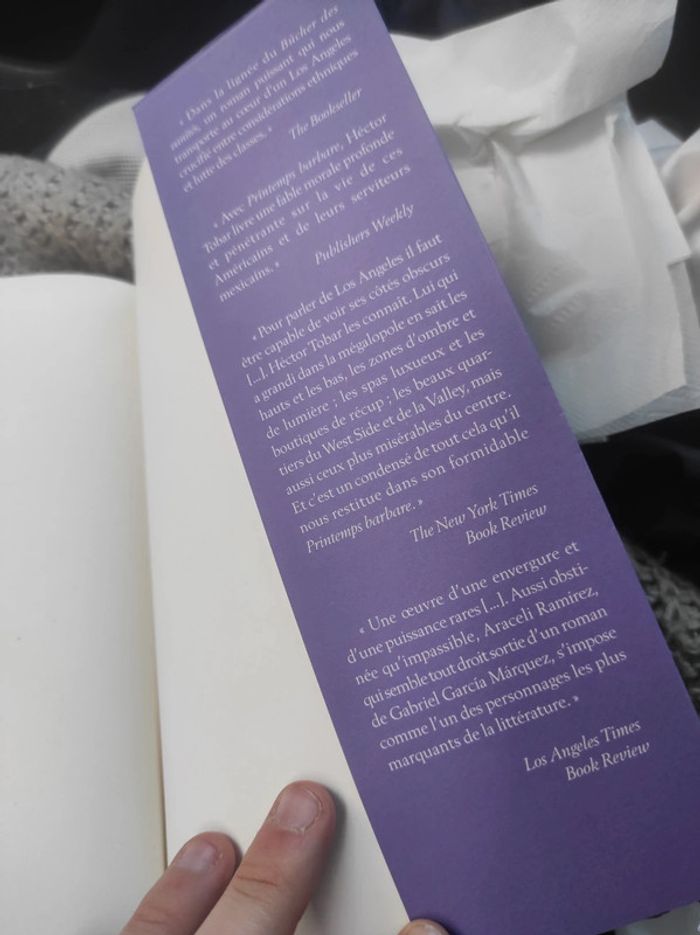 « Dans la lignée du Bûcher des
vanités, un roman puissant qui nous
transporte au cœur d'un Los Angeles
crucifié entre considérations ethniques
et lutte des classes. »
The Bookseller
« Avec Printemps barbare, Héctor
Tobar livre une fable morale profonde
et pénétrante sur la vie de ces
Américains et de leurs serviteurs
mexicains. »
Publishers Weekly
« Pour parler de Los Angeles il faut
être capable de voir ses côtés obscurs
[...]. Héctor Tobar les connaît. Lui qui
a grandi dans la mégalopole en sait les
hauts et les bas, les zones d'ombre et
de lumière ; les spas luxueux et les
boutiques de récup ; les beaux quar-
tiers du West Side et de la Valley, mais
aussi ceux plus misérables du centre.
Et c'est un condensé de tout cela qu'il
nous restitue dans son formidable
Printemps barbare. »
The New York Times
Book Review
« Une œuvre d'une envergure et
d'une puissance rares [...]. Aussi obsti-
née qu'impassible, Araceli Ramirez,
qui semble tout droit sortie d'un roman
de Gabriel García Márquez, s'impose
comme l'un des personnages les plus
marquants de la littérature. »
Los Angeles Times
Book Review